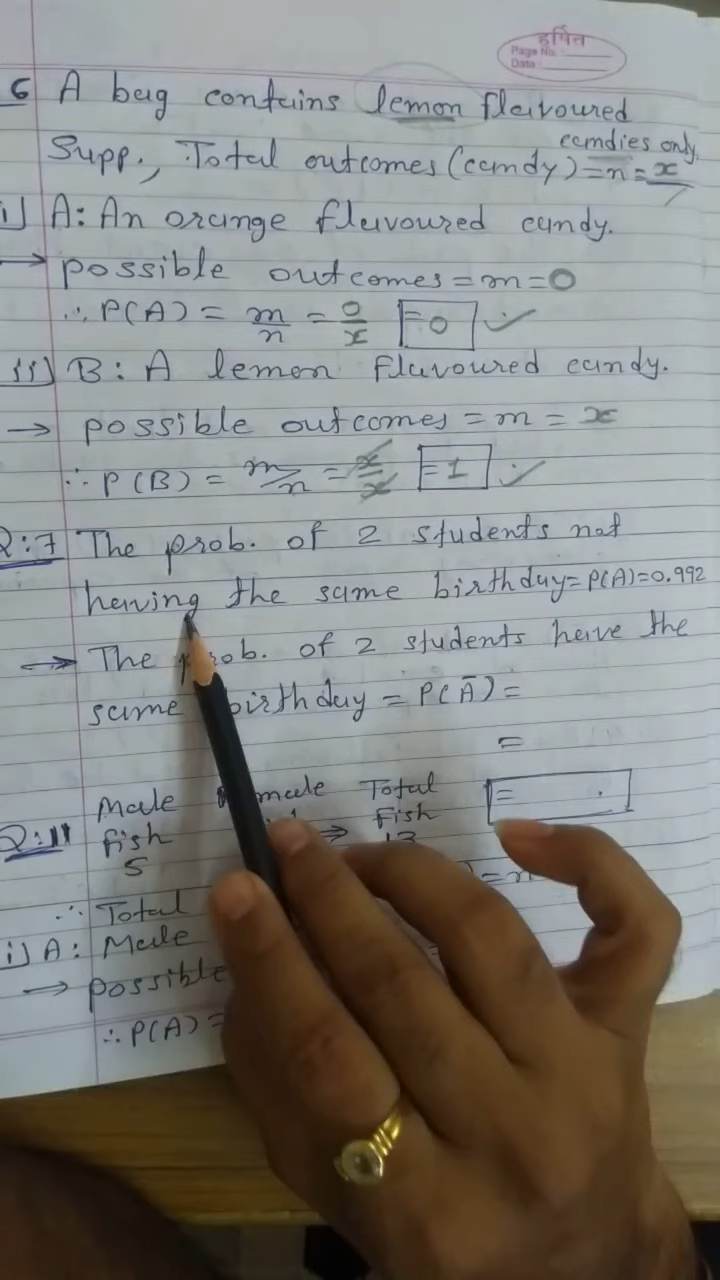 हर्षित
Page No.
Date
6 A bag contains lemon flavoured
candies only.
Supp., Total outcomes (candy) = n = x
i) A: An orange flavoured candy.
→ possible outcomes = m = 0
∴ P(A) = m/n = 0/x = 0
ii) B: A lemon flavoured candy.
→ possible outcomes = m = x
∴ P(B) = m/n = x/x = 1
Q:7 The prob. of 2 students not
having the same birthday = P(A) = 0.992
→ The prob. of 2 students have the
same birthday = P(Ā) =
=
=
Male Total
Q:11 fish ⇒ fish
5 13
∴ Total = n
i) A: Male
→ possible
∴ P(A) =